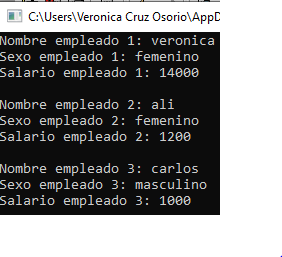 C:\Users\Veronica Cruz Osorio\AppD
Nombre empleado 1: veronica
Sexo empleado 1: femenino
Salario empleado 1: 14000
Nombre empleado 2: ali
Sexo empleado 2: femenino
Salario empleado 2: 1200
Nombre empleado 3: carlos
Sexo empleado 3: masculino
Salario empleado 3: 1000